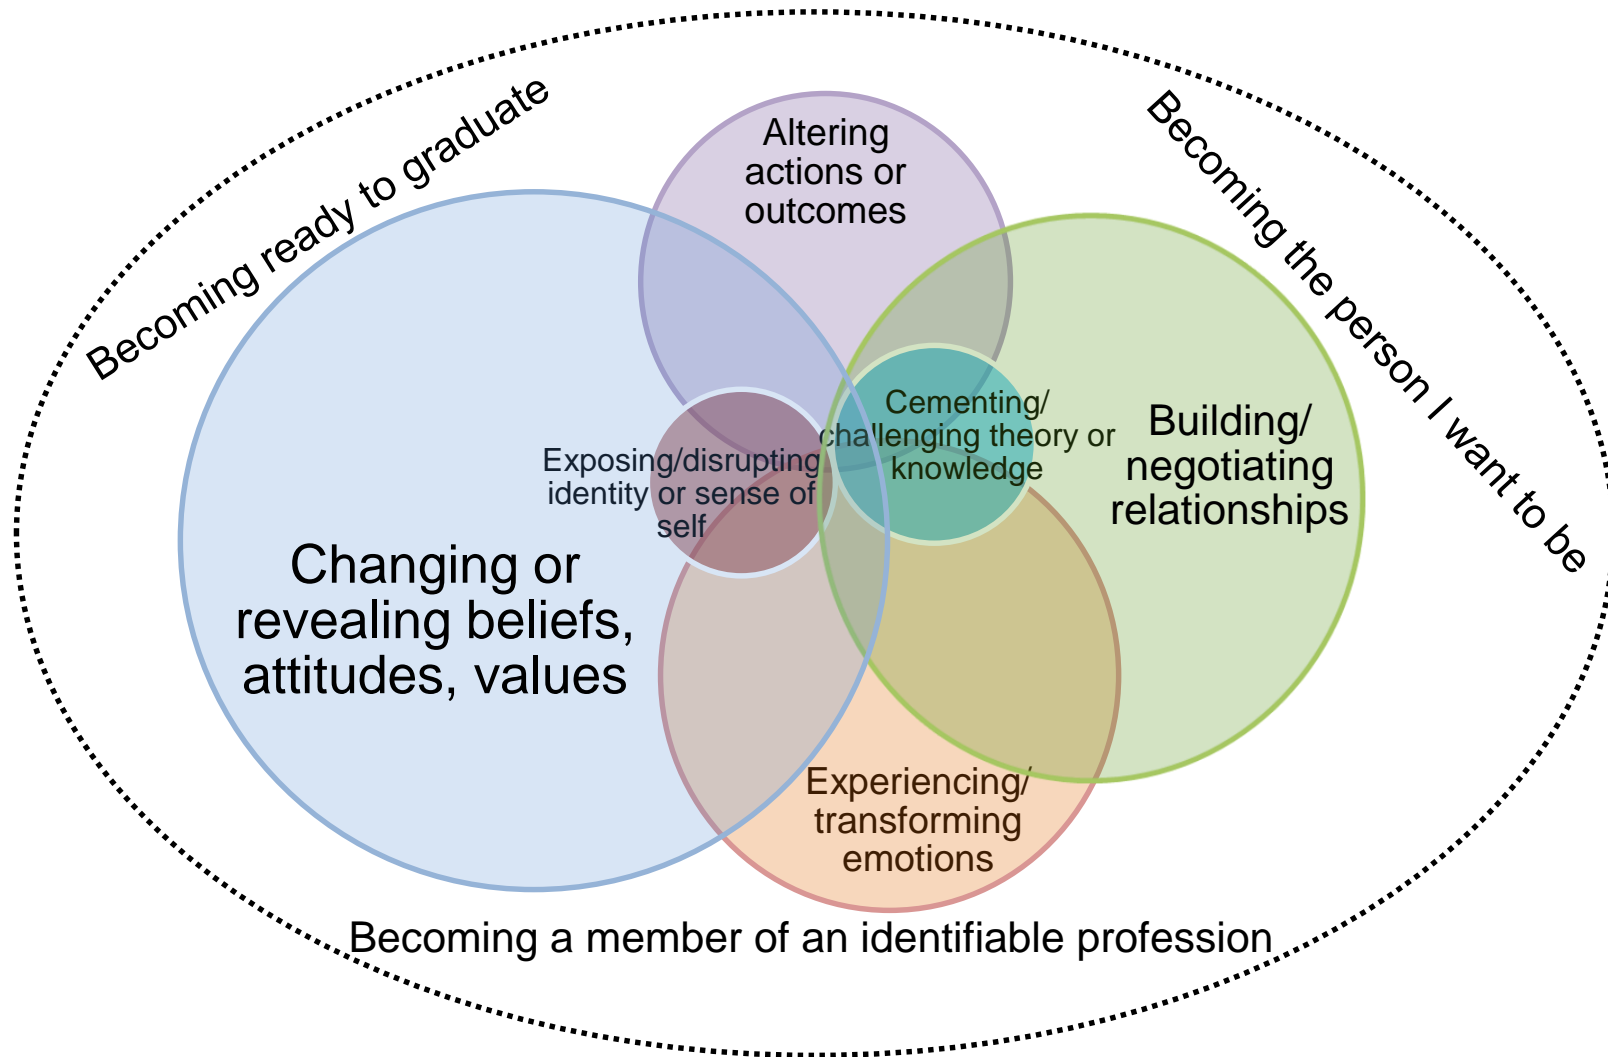 Becoming ready to graduate
Becoming the person I want to be
Altering
actions or
outcomes
Cementing/
challenging theory or
knowledge
Building/
negotiating
relationships
Exposing/disrupting
identity or sense of
self
Changing or
revealing beliefs,
attitudes, values
Experiencing/
transforming
emotions
Becoming a member of an identifiable profession